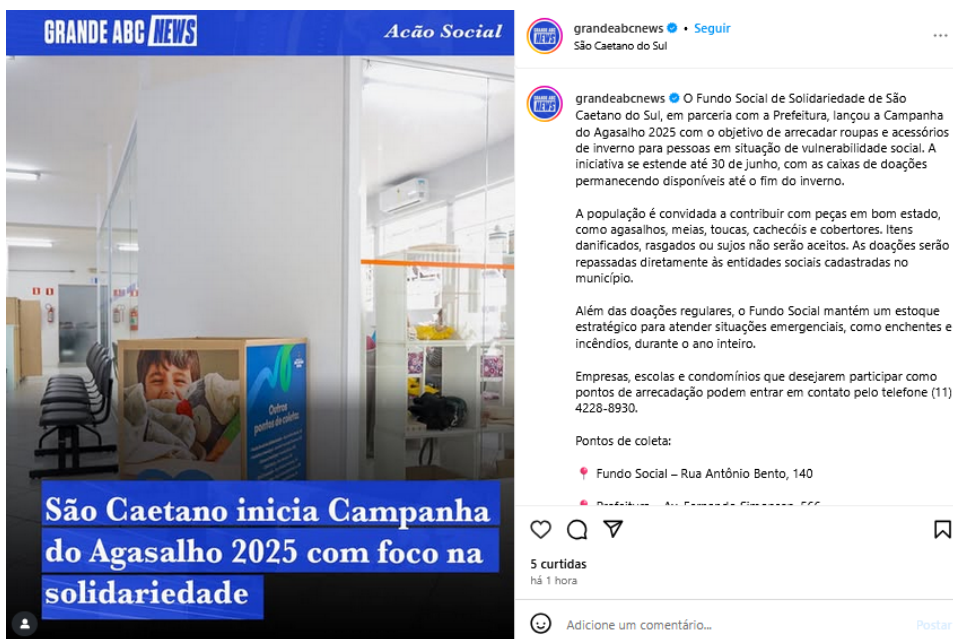 GRANDE ABC NEWS
Acão Social
Outros
pontos de coleta:
São Caetano inicia Campanha
do Agasalho 2025 com foco na
solidariedade
grandeabcnews • Seguir
São Caetano do Sul
grandeabcnews O Fundo Social de Solidariedade de São
Caetano do Sul, em parceria com a Prefeitura, lançou a Campanha
do Agasalho 2025 com o objetivo de arrecadar roupas e acessórios
de inverno para pessoas em situação de vulnerabilidade social. A
iniciativa se estende até 30 de junho, com as caixas de doações
permanecendo disponíveis até o fim do inverno.
A população é convidada a contribuir com peças em bom estado,
como agasalhos, meias, toucas, cachecóis e cobertores. Itens
danificados, rasgados ou sujos não serão aceitos. As doações serão
repassadas diretamente às entidades sociais cadastradas no
município.
Além das doações regulares, o Fundo Social mantém um estoque
estratégico para atender situações emergenciais, como enchentes e
incêndios, durante o ano inteiro.
Empresas, escolas e condomínios que desejarem participar como
pontos de arrecadação podem entrar em contato pelo telefone (11)
4228-8930.
Pontos de coleta:
📍 Fundo Social – Rua Antônio Bento, 140
5 curtidas
há 1 hora
Adicione um comentário...
Postar